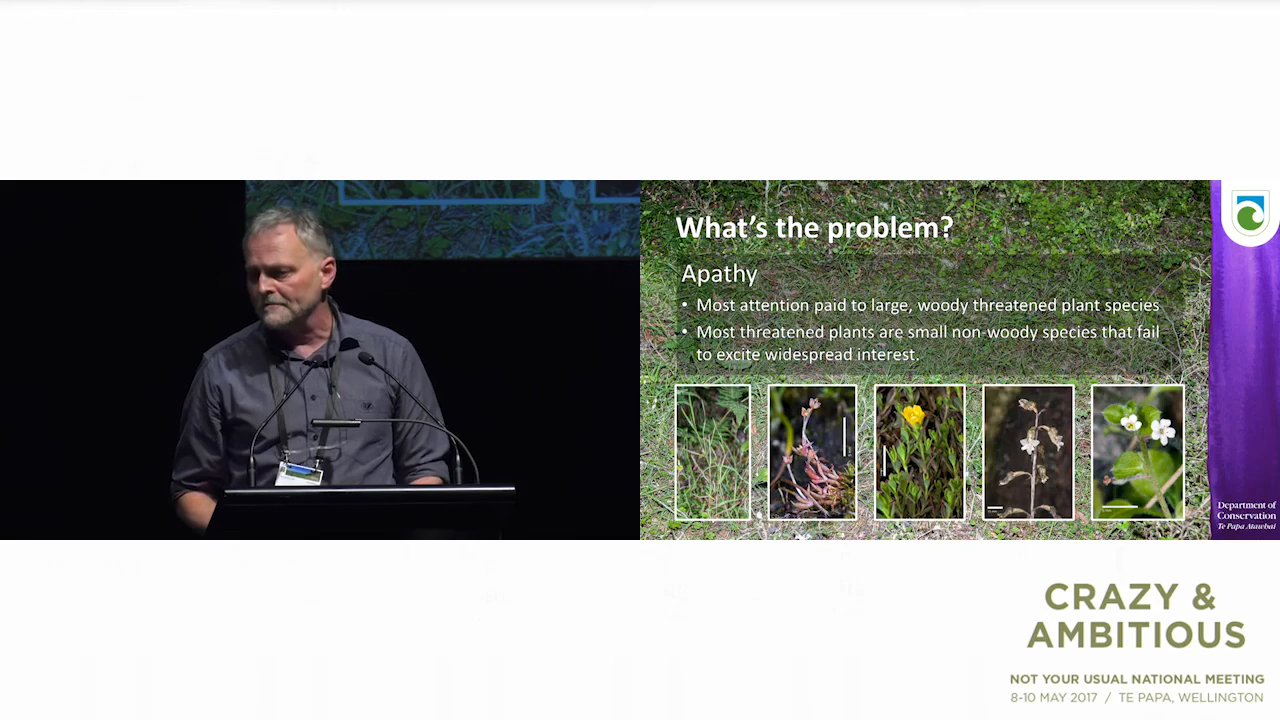 What's the problem?
Apathy
• Most attention paid to large, woody threatened plant species
• Most threatened plants are small non-woody species that fail
to excite widespread interest.
Department of
Conservation
Te Papa Atawhai
CRAZY &
AMBITIOUS
NOT YOUR USUAL NATIONAL MEETING
8-10 MAY 2017 / TE PAPA, WELLINGTON